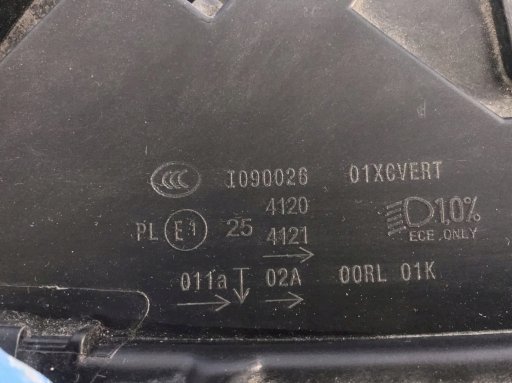 CCC I090026 01XCVERT
4120
PL E1 25 4121 1,0%
ECE ONLY
011a 02A 00RL 01K